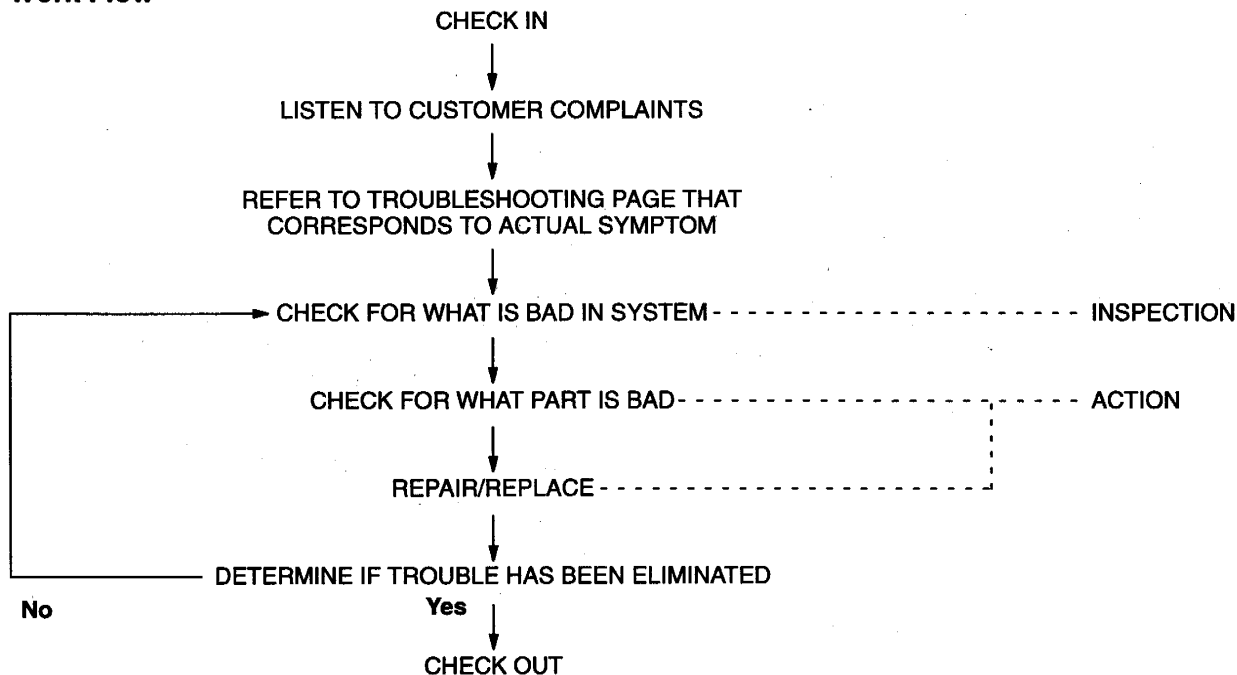 Work Flow
CHECK IN
LISTEN TO CUSTOMER COMPLAINTS
REFER TO TROUBLESHOOTING PAGE THAT
CORRESPONDS TO ACTUAL SYMPTOM
CHECK FOR WHAT IS BAD IN SYSTEM
INSPECTION
CHECK FOR WHAT PART IS BAD
ACTION
REPAIR/REPLACE
DETERMINE IF TROUBLE HAS BEEN ELIMINATED
No
Yes
CHECK OUT